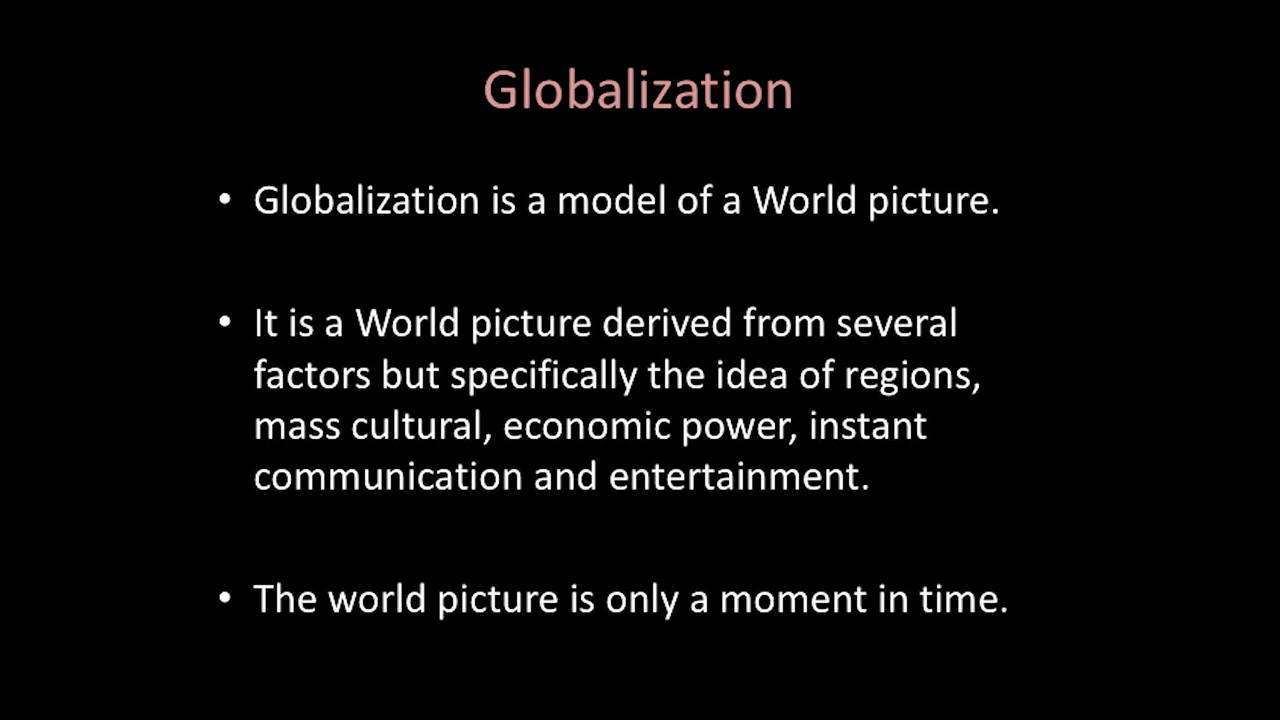 Globalization
• Globalization is a model of a World picture.
• It is a World picture derived from several
factors but specifically the idea of regions,
mass cultural, economic power, instant
communication and entertainment.
• The world picture is only a moment in time.